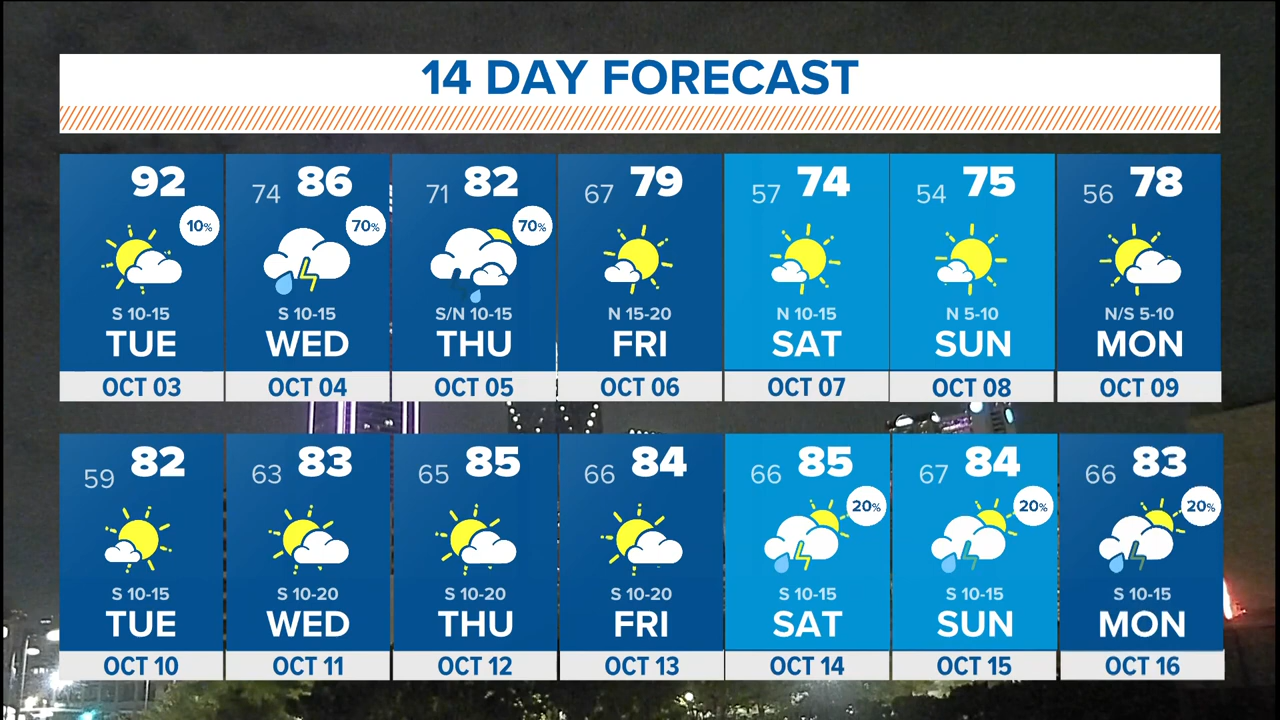 14 DAY FORECAST
92
10%
S 10-15
TUE
OCT 03
74 86
70%
S 10-15
WED
OCT 04
71 82
70%
S/N 10-15
THU
OCT 05
67 79
N 15-20
FRI
OCT 06
57 74
N 10-15
SAT
OCT 07
54 75
N 5-10
SUN
OCT 08
56 78
N/S 5-10
MON
OCT 09
59 82
S 10-15
TUE
OCT 10
63 83
S 10-20
WED
OCT 11
65 85
S 10-20
THU
OCT 12
66 84
S 10-20
FRI
OCT 13
66 85
20%
S 10-15
SAT
OCT 14
67 84
20%
S 10-15
SUN
OCT 15
66 83
20%
S 10-15
MON
OCT 16